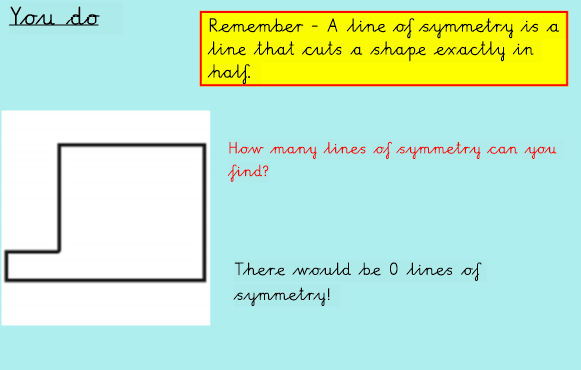 You do
Remember - A line of symmetry is a
line that cuts a shape exactly in
half.
How many lines of symmetry can you
find?
There would be 0 lines of
symmetry!